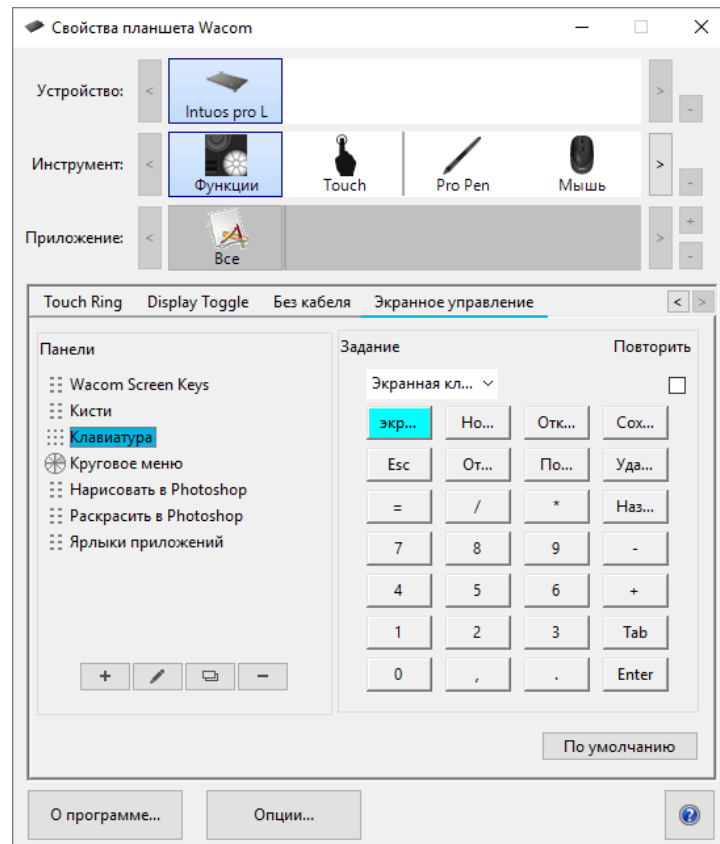 Свойства планшета Wacom
Устройство:
Intuos pro L
Инструмент:
Функции Touch Pro Pen Мышь
Приложение:
Все
Touch Ring Display Toggle Без кабеля Экранное управление
Панели
Wacom Screen Keys
Кисти
Клавиатура
Круговое меню
Нарисовать в Photoshop
Раскрасить в Photoshop
Ярлыки приложений
Задание Повторить
Экранная кл...
экр... Но... Отк... Сох...
Esc От... По... Уда...
= / * Наз...
7 8 9 -
4 5 6 +
1 2 3 Tab
0 , . Enter
По умолчанию
О программе... Опции...